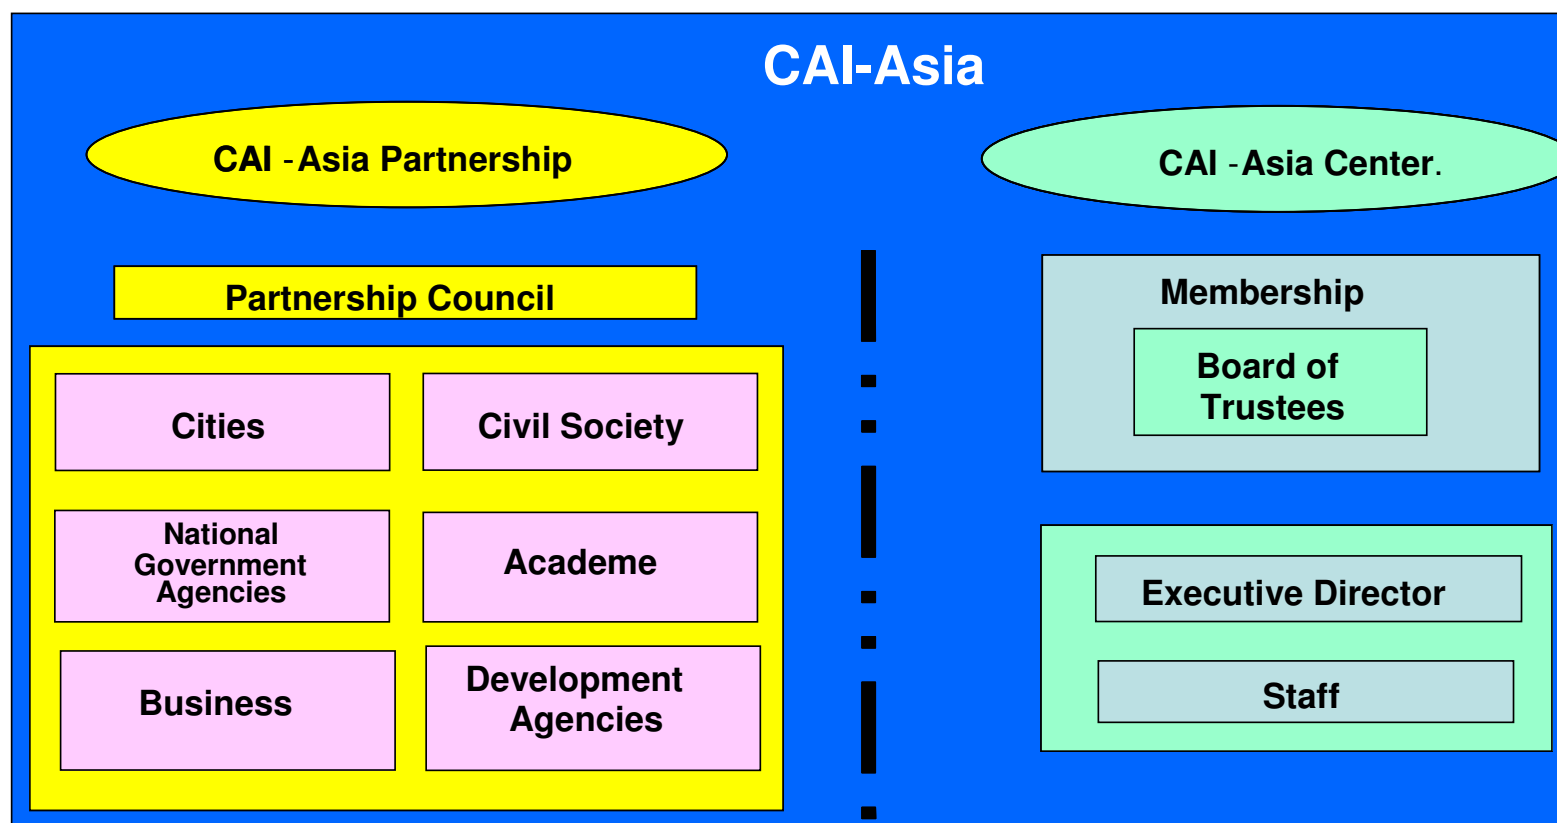 CAI-Asia
CAI -Asia Partnership
Partnership Council
Cities
Civil Society
National
Government
Agencies
Academe
Business
Development
Agencies
CAI -Asia Center.
Membership
Board of
Trustees
Executive Director
Staff